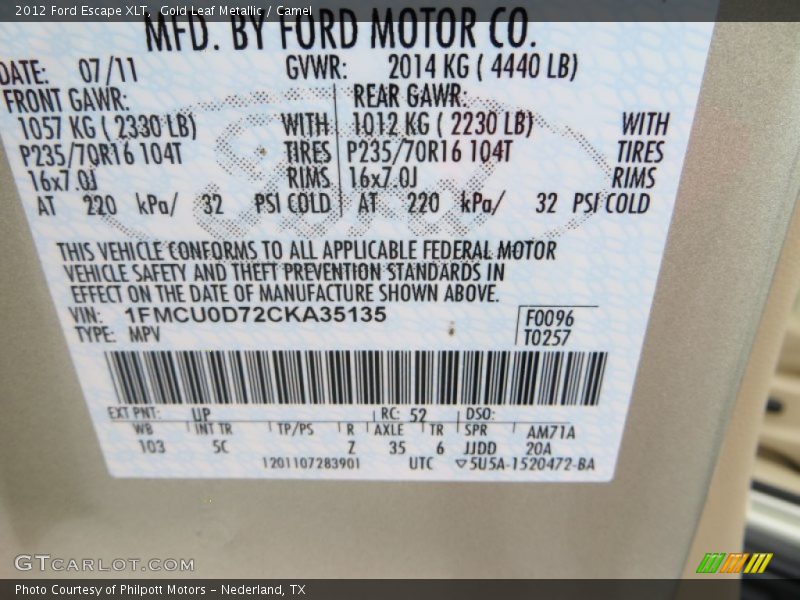 2012 Ford Escape XLT, Gold Leaf Metallic / Camel
MFD. BY FORD MOTOR CO.
DATE: 07/11 GVWR: 2014 KG ( 4440 LB)
FRONT GAWR: REAR GAWR:
1057 KG ( 2330 LB) WITH 1012 KG ( 2230 LB) WITH
P235/70R16 104T TIRES P235/70R16 104T TIRES
16x7.0J RIMS 16x7.0J RIMS
AT 220 kPa/ 32 PSI COLD AT 220 kPa/ 32 PSI COLD
THIS VEHICLE CONFORMS TO ALL APPLICABLE FEDERAL MOTOR
VEHICLE SAFETY AND THEFT PREVENTION STANDARDS IN
EFFECT ON THE DATE OF MANUFACTURE SHOWN ABOVE.
VIN: 1FMCU0D72CKA35135 F0096
TYPE: MPV T0257
EXT PNT: UP RC: 52 DSO:
WB INT TR TP/PS R AXLE TR SPR AM71A
103 5C Z 35 6 JJDD 20A
1201107283901 UTC ▽5U5A-1520472-BA
GTCARLOT.COM
Photo Courtesy of Philpott Motors - Nederland, TX